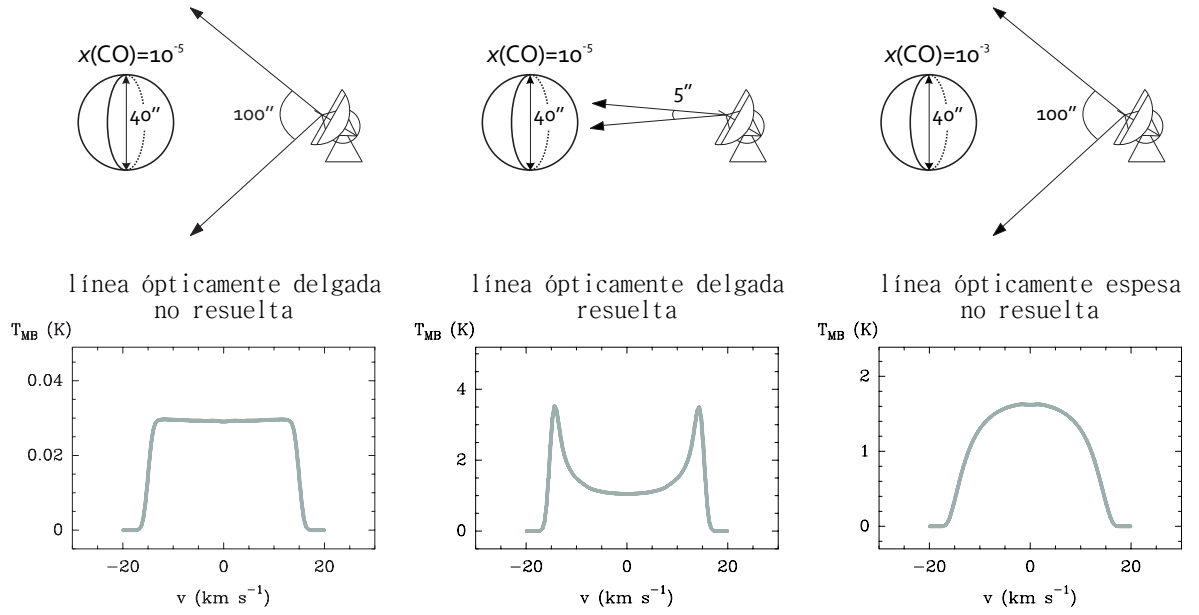 x(CO)=10⁻⁵
40″
100″
x(CO)=10⁻⁵
40″
5″
x(CO)=10⁻³
40″
100″
línea ópticamente delgada
no resuelta
línea ópticamente delgada
resuelta
línea ópticamente espesa
no resuelta
T_MB (K)
0.04
0.02
0
−20 0 20
v (km s⁻¹)
T_MB (K)
4
2
0
−20 0 20
v (km s⁻¹)
T_MB (K)
2
1
0
−20 0 20
v (km s⁻¹)